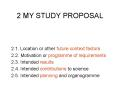 2 MY STUDY PROPOSAL
2.1. Location or other future context factors
2.2. Motivation or programme of requirements
2.3. Intended results
2.4. Intended contributions to science
2.5. Intended planning and organogramme